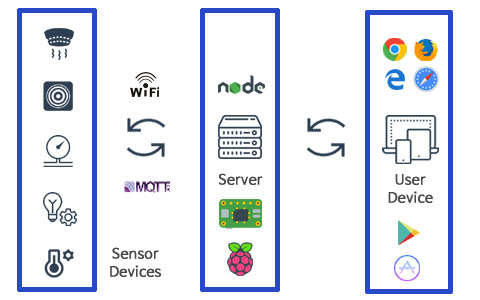 WiFi
MQTT
Sensor
Devices
node
Server
User
Device